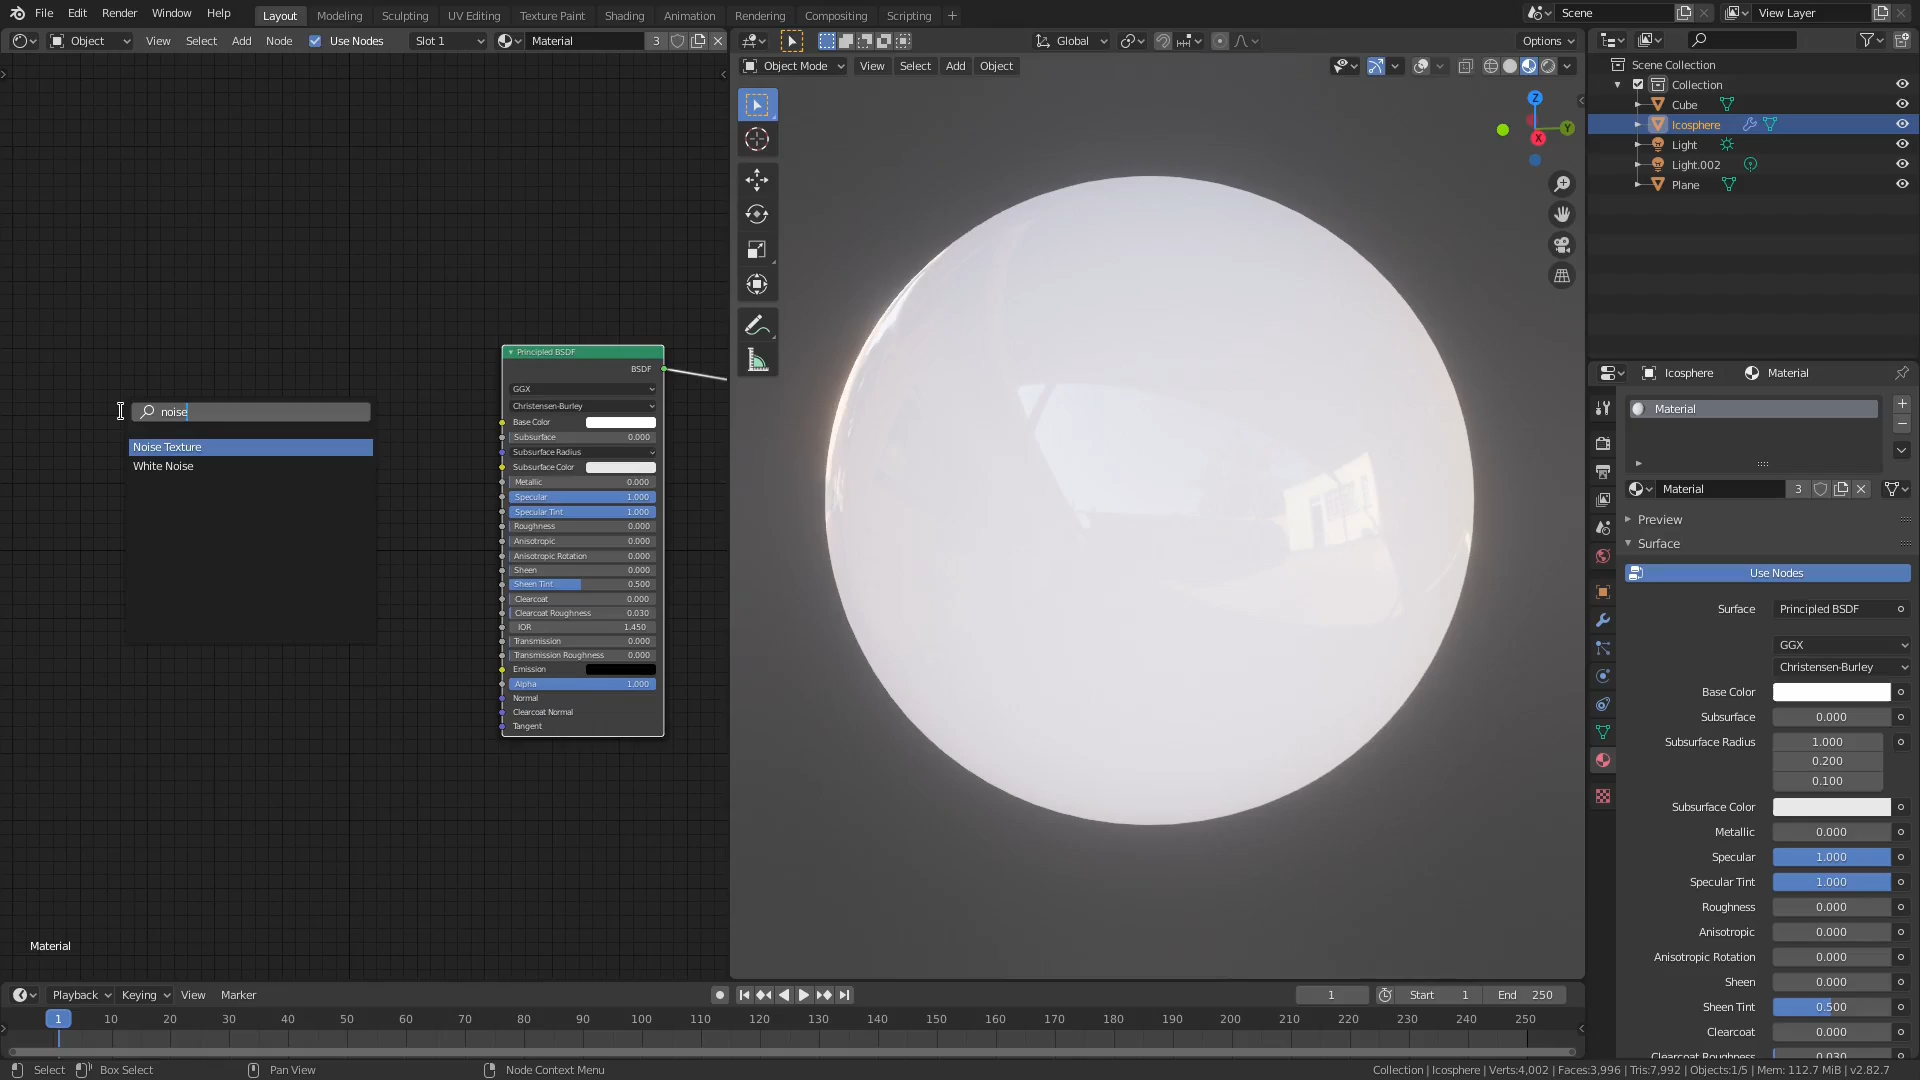 File Edit Render Window Help Layout Modeling Sculpting UV Editing Texture Paint Shading Animation Rendering Compositing Scripting + Scene View Layer
Object View Select Add Node Use Nodes Slot 1 Material 3
Global Options
Object Mode View Select Add Object
Z
Y
X
Scene Collection
Collection
Cube
Icosphere
Light
Light.002
Plane
noise
Noise Texture
White Noise
Principled BSDF
BSDF
GGX
Christensen-Burley
Base Color
Subsurface 0.000
Subsurface Radius
Subsurface Color
Metallic 0.000
Specular 1.000
Specular Tint 1.000
Roughness 0.000
Anisotropic 0.000
Anisotropic Rotation 0.000
Sheen 0.000
Sheen Tint 0.500
Clearcoat 0.000
Clearcoat Roughness 0.030
IOR 1.450
Transmission 0.000
Transmission Roughness 0.000
Emission
Alpha 1.000
Normal
Clearcoat Normal
Tangent
Material
Icosphere Material
Material
Material 3
Preview
Surface
Use Nodes
Surface Principled BSDF
GGX
Christensen-Burley
Base Color
Subsurface 0.000
Subsurface Radius 1.000
0.200
0.100
Subsurface Color
Metallic 0.000
Specular 1.000
Specular Tint 1.000
Roughness 0.000
Anisotropic 0.000
Anisotropic Rotation 0.000
Sheen 0.000
Sheen Tint 0.500
Clearcoat 0.000
Clearcoat Roughness 0.030
Playback Keying View Marker 1 Start 1 End 250
1 10 20 30 40 50 60 70 80 90 100 110 120 130 140 150 160 170 180 190 200 210 220 230 240 250
Select Box Select Pan View Node Context Menu Collection | Icosphere | Verts:4,002 | Faces:3,996 | Tris:7,992 | Objects:1/5 | Mem: 112.7 MiB | v2.82.7